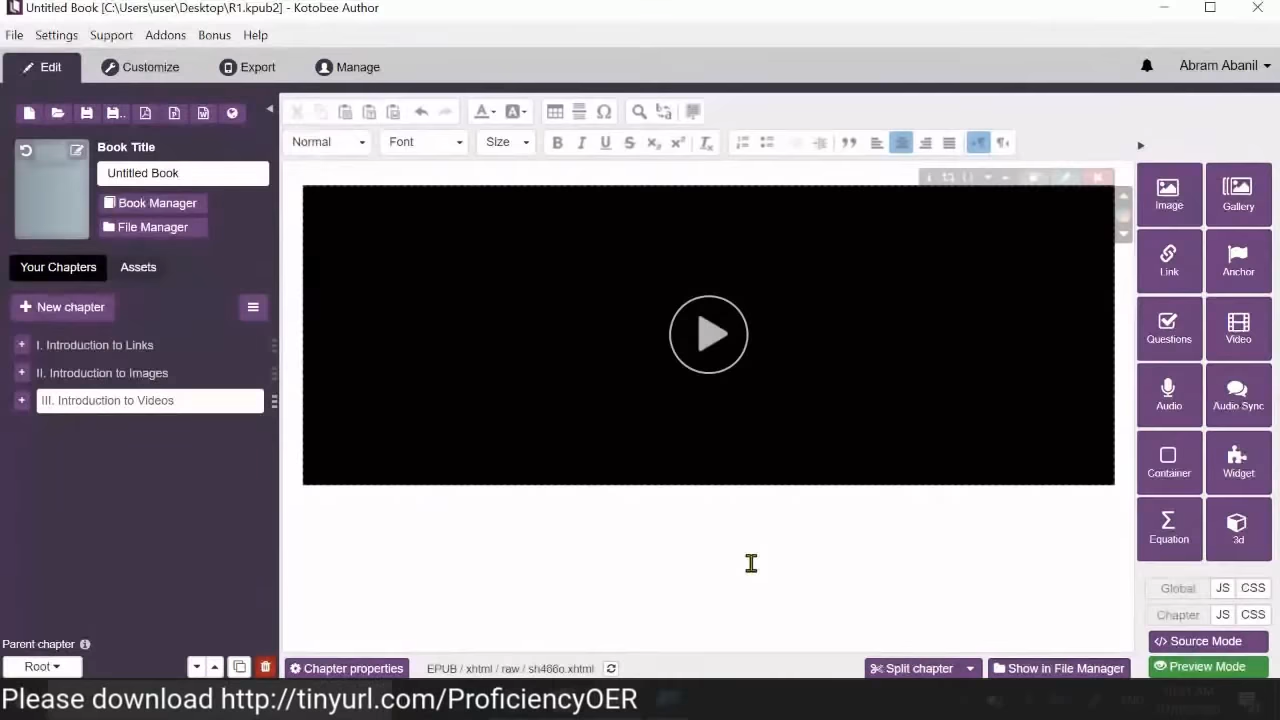 Untitled Book [C:\Users\user\Desktop\R1.kpub2] - Kotobee Author
File Settings Support Addons Bonus Help
Edit Customize Export Manage Abram Abanil
Book Title
Untitled Book
Book Manager
File Manager
Your Chapters Assets
New chapter
I. Introduction to Links
II. Introduction to Images
III. Introduction to Videos
Parent chapter
Root
Normal Font Size
Chapter properties EPUB / xhtml / raw / sh466o.xhtml Split chapter Show in File Manager
Image Gallery
Link Anchor
Questions Video
Audio Audio Sync
Container Widget
Equation 3d
Global JS CSS
Chapter JS CSS
Source Mode
Preview Mode
Please download http://tinyurl.com/ProficiencyOER